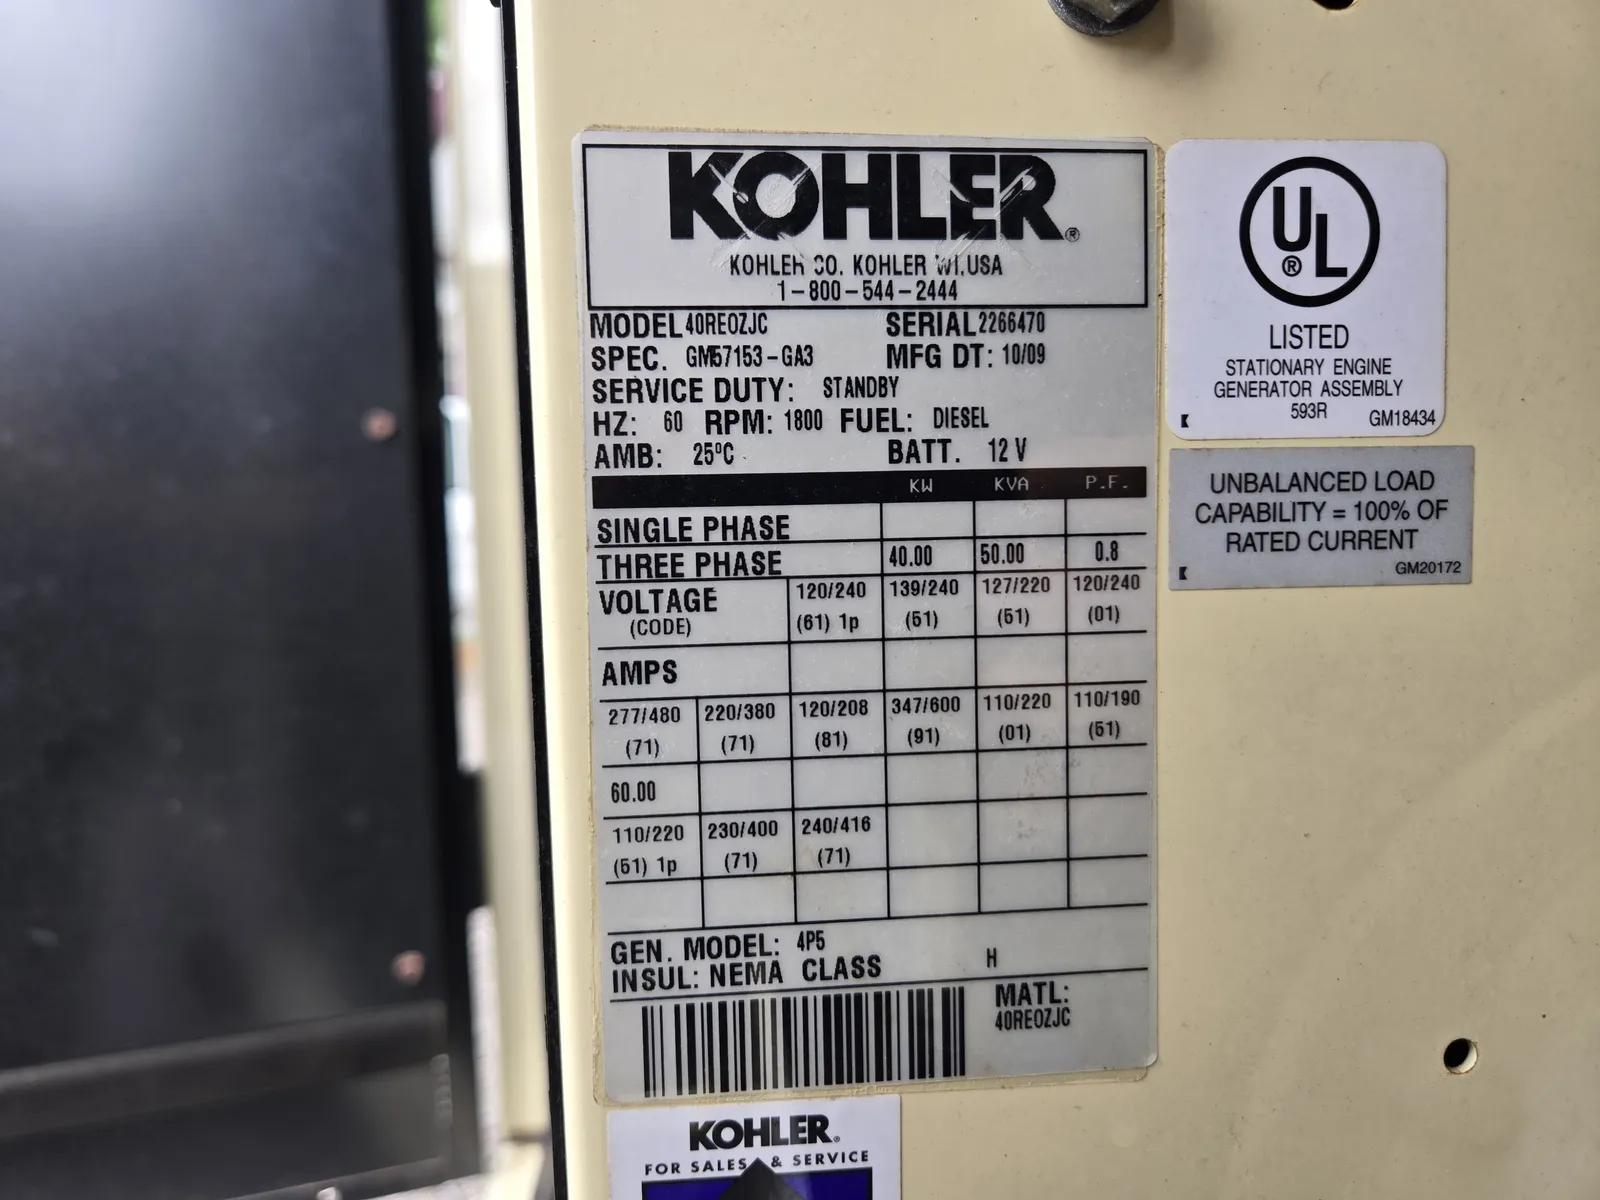 KOHLER®
KOHLER CO. KOHLER WI.USA
1-800-544-2444
MODEL 40REOZJC SERIAL 2266470
SPEC. GM57153-GA3 MFG DT: 10/09
SERVICE DUTY: STANDBY
HZ: 60 RPM: 1800 FUEL: DIESEL
AMB: 25ºC BATT. 12 V
KW KVA P.F.
SINGLE PHASE
THREE PHASE 40.00 50.00 0.8
VOLTAGE 120/240 139/240 127/220 120/240
(CODE) (61) 1p (51) (51) (01)
AMPS
277/480 220/380 120/208 347/600 110/220 110/190
(71) (71) (81) (91) (01) (51)
60.00
110/220 230/400 240/416
(51) 1p (71) (71)
GEN. MODEL: 4P5
INSUL: NEMA CLASS H
MATL:
40REOZJC
UL®
LISTED
STATIONARY ENGINE
GENERATOR ASSEMBLY
593R
K GM18434
UNBALANCED LOAD
CAPABILITY = 100% OF
RATED CURRENT
K GM20172
KOHLER®
FOR SALES & SERVICE